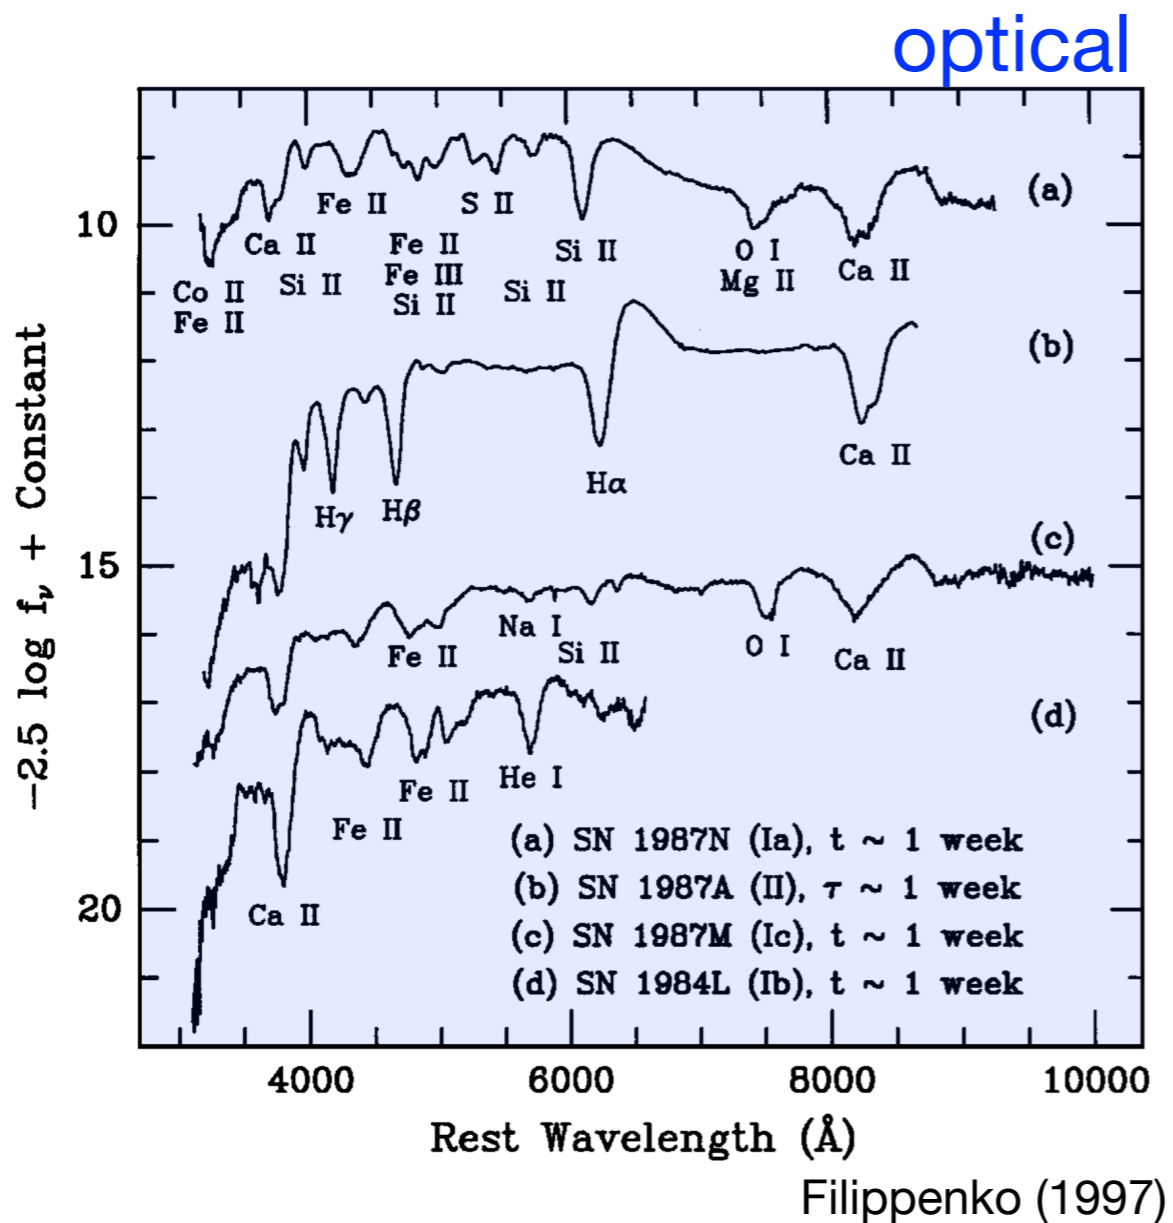 optical
(a)
10
Fe II
S II
Ca II
Fe II
Si II
O I
Ca II
Co II
Si II
Fe III
Si II
Mg II
Fe II
Si II
(b)
Ca II
Hα
Hγ
Hβ
(c)
15
Na I
Fe II
Si II
O I
Ca II
(d)
He I
Fe II
Fe II
(a) SN 1987N (Ia), t ~ 1 week
(b) SN 1987A (II), τ ~ 1 week
(c) SN 1987M (Ic), t ~ 1 week
(d) SN 1984L (Ib), t ~ 1 week
20
Ca II
-2.5 log fν + Constant
4000
6000
8000
10000
Rest Wavelength (Å)
Filippenko (1997)